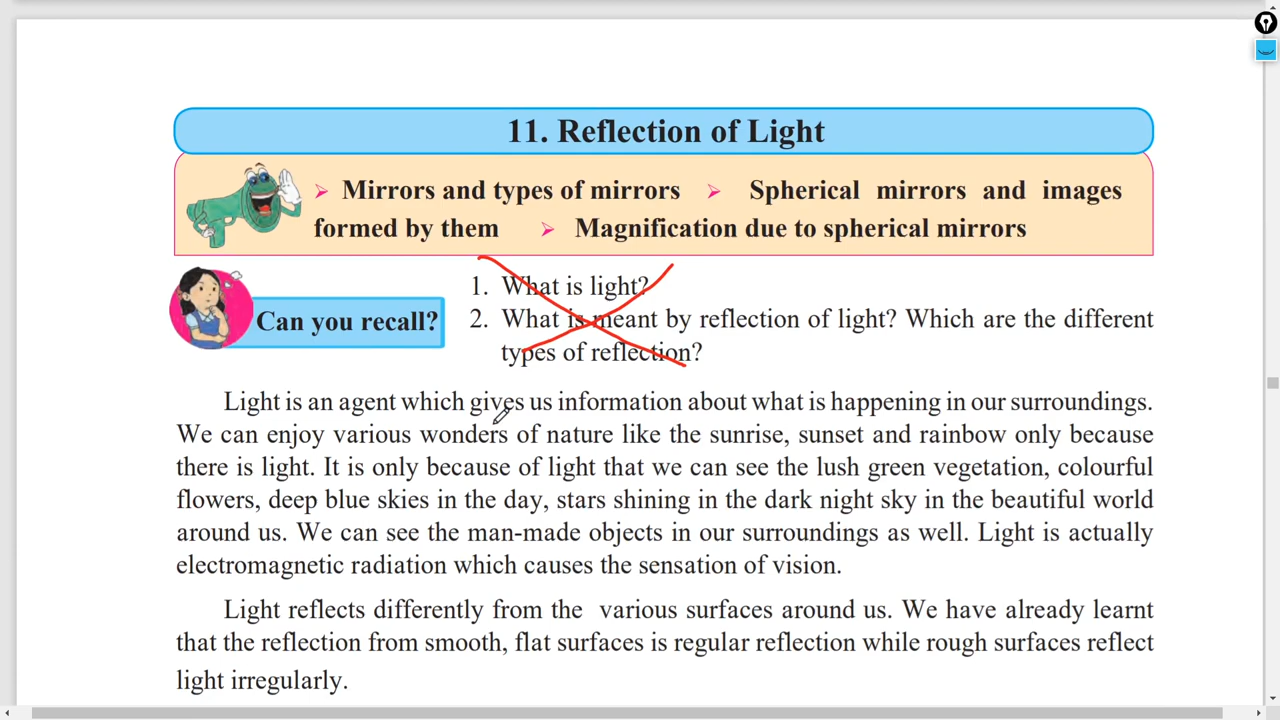 11. Reflection of Light
➢ Mirrors and types of mirrors ➢ Spherical mirrors and images
formed by them ➢ Magnification due to spherical mirrors
Can you recall?
1. What is light?
2. What is meant by reflection of light? Which are the different
types of reflection?
Light is an agent which gives us information about what is happening in our surroundings.
We can enjoy various wonders of nature like the sunrise, sunset and rainbow only because
there is light. It is only because of light that we can see the lush green vegetation, colourful
flowers, deep blue skies in the day, stars shining in the dark night sky in the beautiful world
around us. We can see the man-made objects in our surroundings as well. Light is actually
electromagnetic radiation which causes the sensation of vision.
Light reflects differently from the various surfaces around us. We have already learnt
that the reflection from smooth, flat surfaces is regular reflection while rough surfaces reflect
light irregularly.